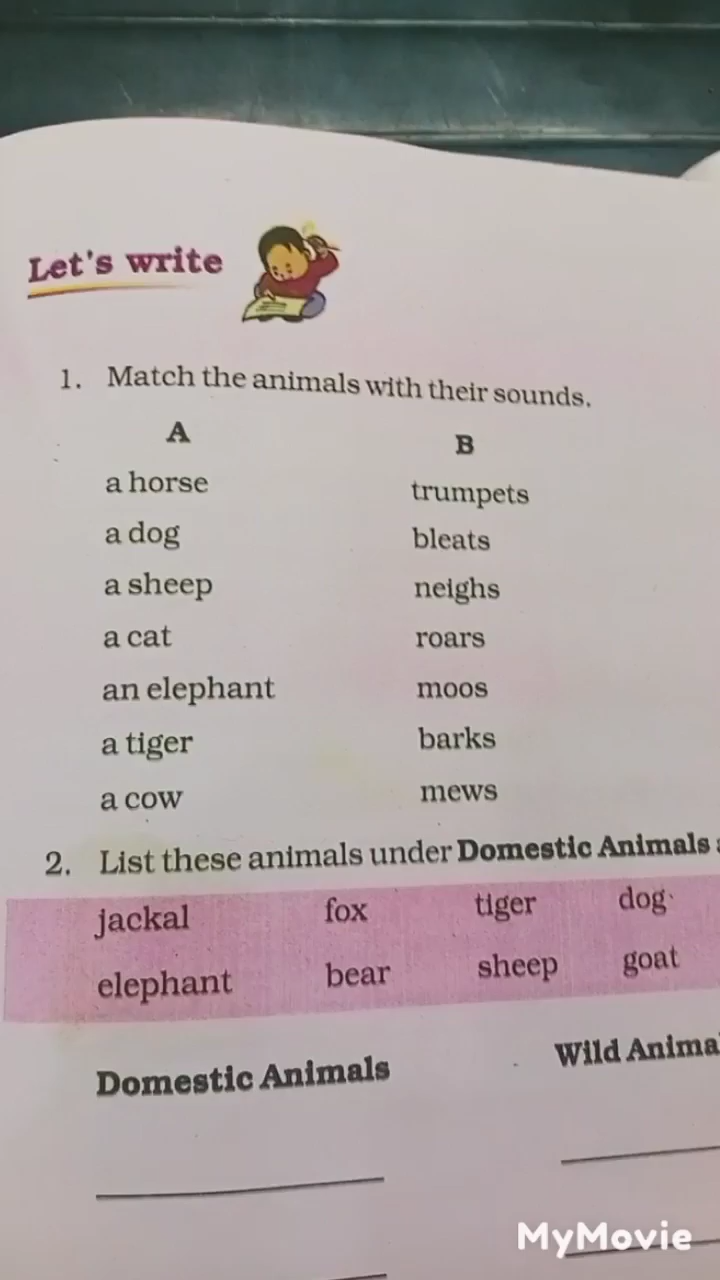 Let's write
1. Match the animals with their sounds.
A B
a horse trumpets
a dog bleats
a sheep neighs
a cat roars
an elephant moos
a tiger barks
a cow mews
2. List these animals under Domestic Animals
jackal fox tiger dog
elephant bear sheep goat
Domestic Animals Wild Anima
MyMovie